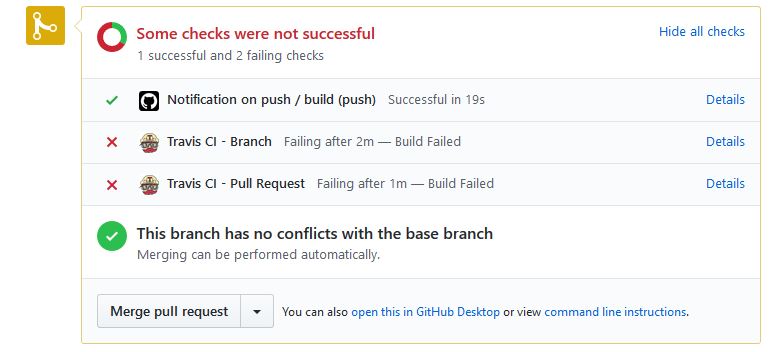 Some checks were not successful
Hide all checks
1 successful and 2 failing checks
Notification on push / build (push) Successful in 19s Details
Travis CI - Branch Failing after 2m — Build Failed Details
Travis CI - Pull Request Failing after 1m — Build Failed Details
This branch has no conflicts with the base branch
Merging can be performed automatically.
Merge pull request You can also open this in GitHub Desktop or view command line instructions.